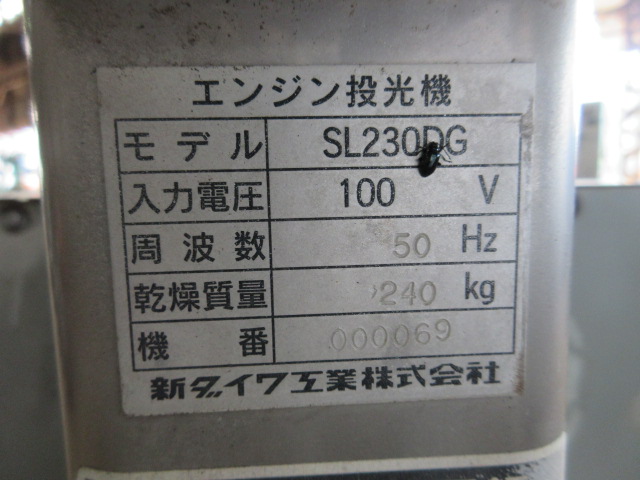 エンジン投光機
モデル SL230DG
入力電圧 100 V
周波数 50 Hz
乾燥質量 240 kg
機番 000069
新ダイワ工業株式会社